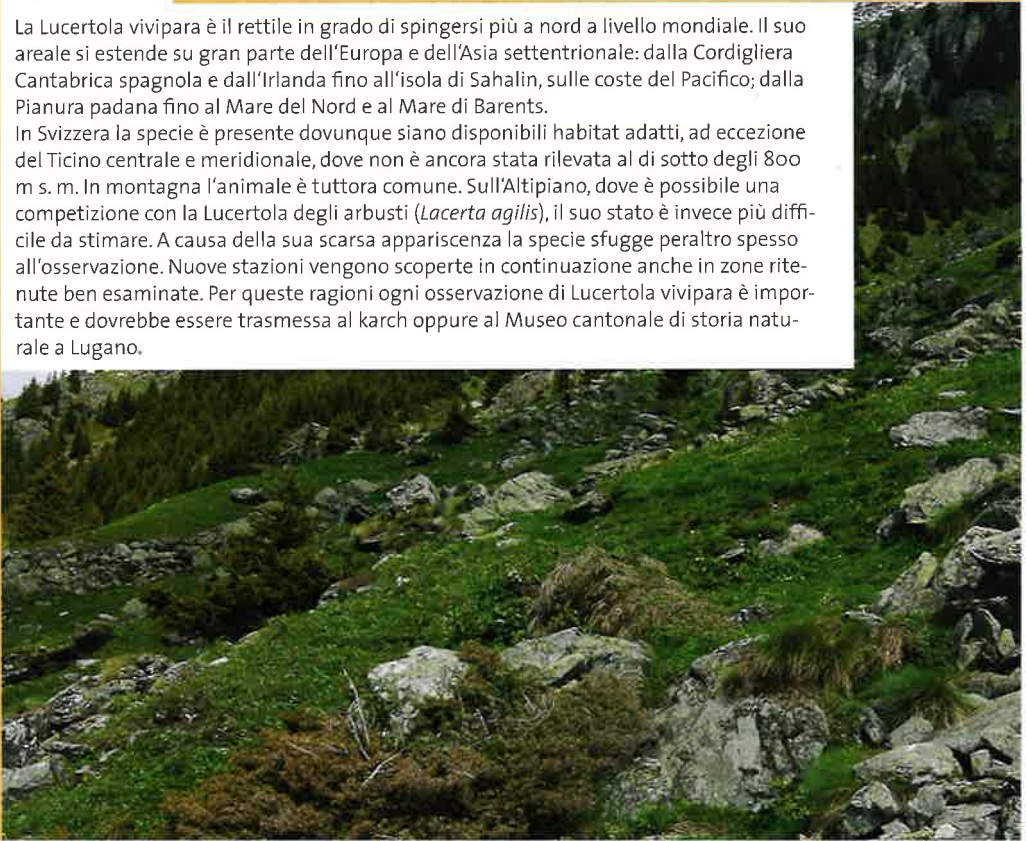 La Lucertola vivipara è il rettile in grado di spingersi più a nord a livello mondiale. Il suo
areale si estende su gran parte dell'Europa e dell'Asia settentrionale: dalla Cordigliera
Cantabrica spagnola e dall'Irlanda fino all'isola di Sahalin, sulle coste del Pacifico; dalla
Pianura padana fino al Mare del Nord e al Mare di Barents.
In Svizzera la specie è presente dovunque siano disponibili habitat adatti, ad eccezione
del Ticino centrale e meridionale, dove non è ancora stata rilevata al di sotto degli 800
m s. m. In montagna l'animale è tuttora comune. Sull'Altipiano, dove è possibile una
competizione con la Lucertola degli arbusti (Lacerta agilis), il suo stato è invece più diffi-
cile da stimare. A causa della sua scarsa appariscenza la specie sfugge peraltro spesso
all'osservazione. Nuove stazioni vengono scoperte in continuazione anche in zone rite-
nute ben esaminate. Per queste ragioni ogni osservazione di Lucertola vivipara è impor-
tante e dovrebbe essere trasmessa al karch oppure al Museo cantonale di storia natu-
rale a Lugano.